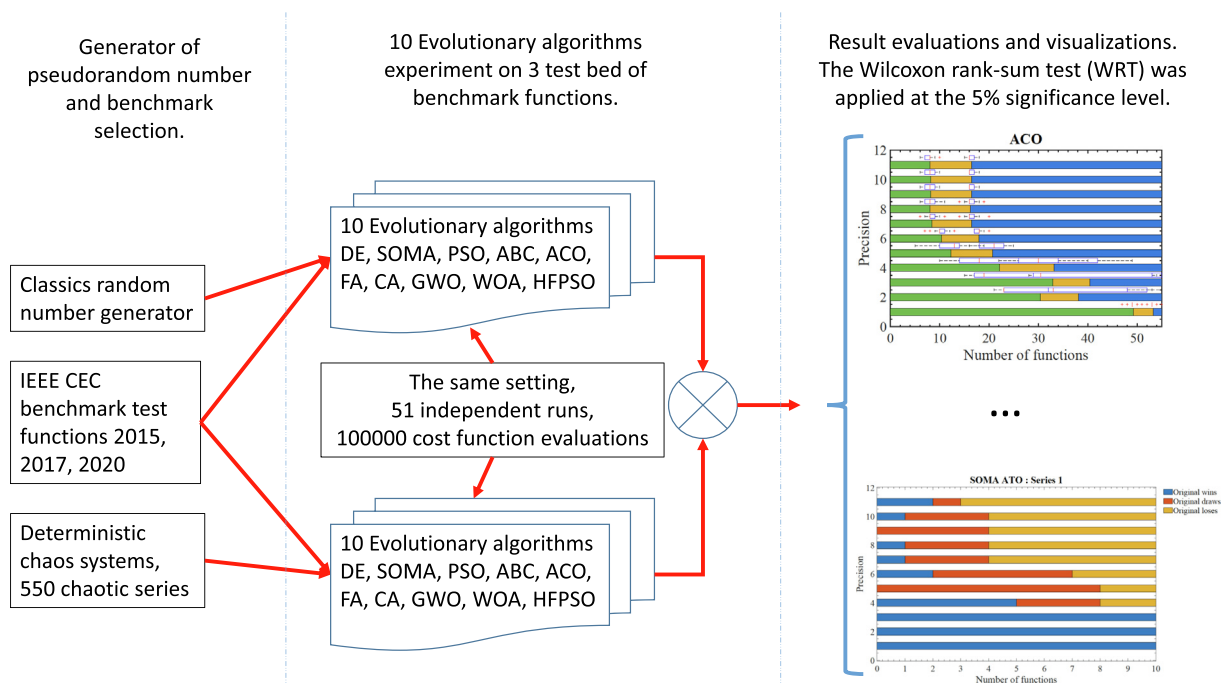 Generator of
pseudorandom number
and benchmark
selection.
10 Evolutionary algorithms
experiment on 3 test bed of
benchmark functions.
Result evaluations and visualizations.
The Wilcoxon rank-sum test (WRT) was
applied at the 5% significance level.
Classics random
number generator
IEEE CEC
benchmark test
functions 2015,
2017, 2020
Deterministic
chaos systems,
550 chaotic series
10 Evolutionary algorithms
DE, SOMA, PSO, ABC, ACO,
FA, CA, GWO, WOA, HFPSO
The same setting,
51 independent runs,
100000 cost function evaluations
10 Evolutionary algorithms
DE, SOMA, PSO, ABC, ACO,
FA, CA, GWO, WOA, HFPSO
ACO
12
10
8
6
4
2
0
Precision
0 10 20 30 40 50
Number of functions
...
SOMA ATO : Series 1
12
10
8
6
4
2
0
Precision
0 1 2 3 4 5 6 7 8 9 10
Number of functions
Original wins
Original draws
Original loses